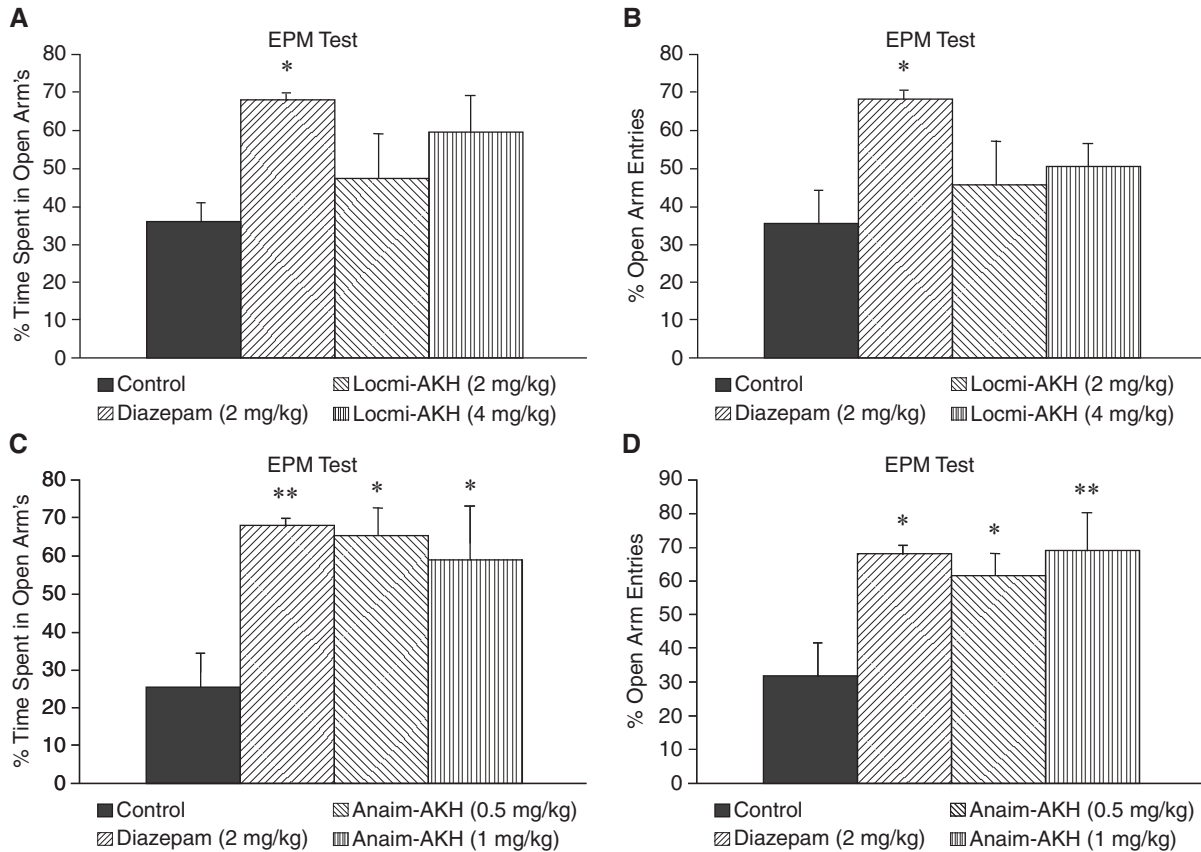 A
EPM Test
% Time Spent in Open Arm's
80
70
60
50
40
30
20
10
0
*
Control
Locmi-AKH (2 mg/kg)
Diazepam (2 mg/kg)
Locmi-AKH (4 mg/kg)
B
EPM Test
% Open Arm Entries
80
70
60
50
40
30
20
10
0
*
Control
Locmi-AKH (2 mg/kg)
Diazepam (2 mg/kg)
Locmi-AKH (4 mg/kg)
C
EPM Test
% Time Spent in Open Arm's
80
70
60
50
40
30
20
10
0
** * *
Control
Anaim-AKH (0.5 mg/kg)
Diazepam (2 mg/kg)
Anaim-AKH (1 mg/kg)
D
EPM Test
% Open Arm Entries
90
80
70
60
50
40
30
20
10
0
* * **
Control
Anaim-AKH (0.5 mg/kg)
Diazepam (2 mg/kg)
Anaim-AKH (1 mg/kg)